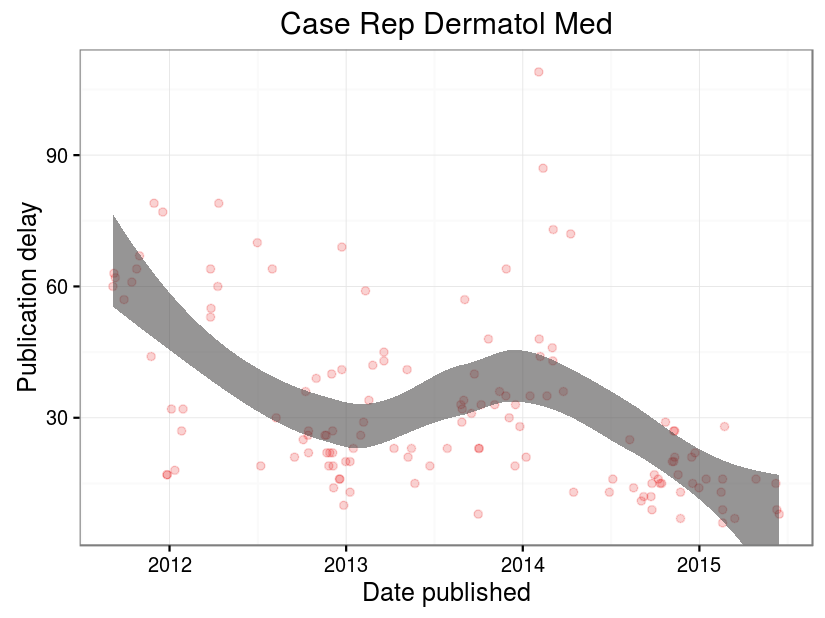 Case Rep Dermatol Med
Publication delay
90
60
30
2012 2013 2014 2015
Date published